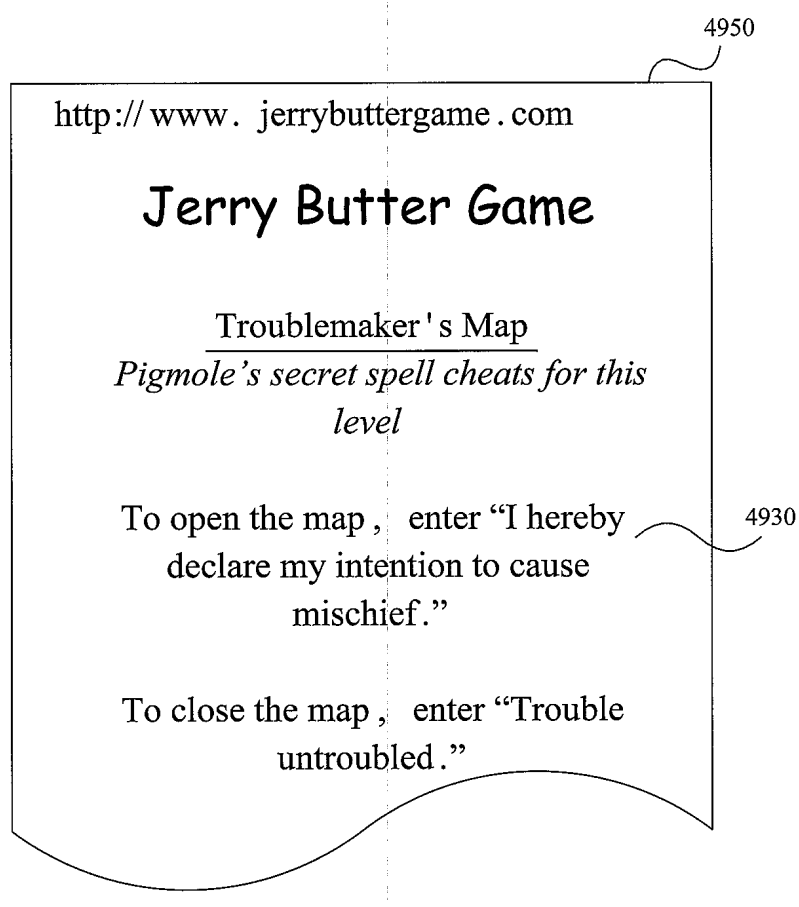 4950
http://www. jerrybuttergame.com
Jerry Butter Game
Troublemaker's Map
Pigmole’s secret spell cheats for this
level
To open the map, enter “I hereby
4930
declare my intention to cause
mischief.”
To close the map, enter “Trouble
untroubled.”